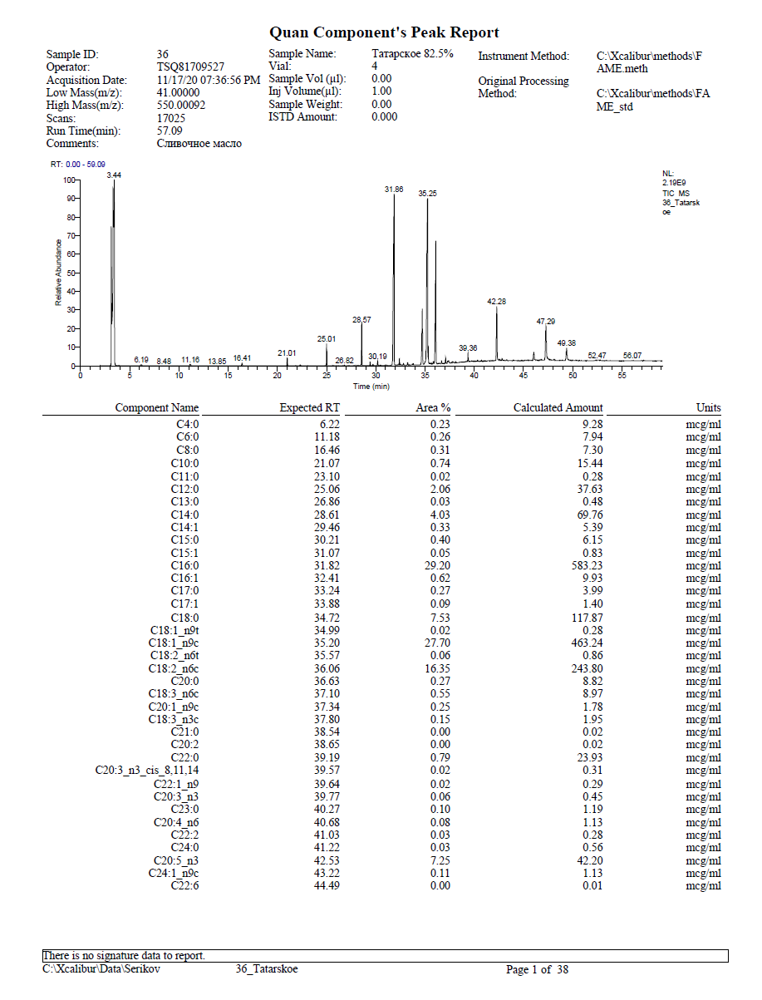 Quan Component's Peak Report
Sample ID: 36 Sample Name: Татарское 82.5% Instrument Method: C:\Xcalibur\methods\F
Operator: TSQ81709527 Vial: 4 AME.meth
Acquisition Date: 11/17/20 07:36:56 PM Sample Vol (µl): 0.00 Original Processing
Low Mass(m/z): 41.00000 Inj Volume(µl): 1.00 Method: C:\Xcalibur\methods\FA
High Mass(m/z): 550.00092 Sample Weight: 0.00 ME_std
Scans: 17025 ISTD Amount: 0.000
Run Time(min): 57.09
Comments: Сливочное масло
RT: 0.00 - 59.09
NL:
2.19E9
TIC MS
36_Tatarsk
oe
3.44 31.86 35.25
42.28
28.57 47.29
25.01
49.38
21.01 39.36
6.19 8.48 11.16 13.85 16.41 26.82 30.19 52.47 56.07
100
90
80
70
60
50
40
30
20
10
0
Relative Abundance
0 5 10 15 20 25 30 35 40 45 50 55
Time (min)
Component Name Expected RT Area % Calculated Amount Units
C4:0 6.22 0.23 9.28 mcg/ml
C6:0 11.18 0.26 7.94 mcg/ml
C8:0 16.46 0.31 7.30 mcg/ml
C10:0 21.07 0.74 15.44 mcg/ml
C11:0 23.10 0.02 0.28 mcg/ml
C12:0 25.06 2.06 37.63 mcg/ml
C13:0 26.86 0.03 0.48 mcg/ml
C14:0 28.61 4.03 69.76 mcg/ml
C14:1 29.46 0.33 5.39 mcg/ml
C15:0 30.21 0.40 6.15 mcg/ml
C15:1 31.07 0.05 0.83 mcg/ml
C16:0 31.82 29.20 583.23 mcg/ml
C16:1 32.41 0.62 9.93 mcg/ml
C17:0 33.24 0.27 3.99 mcg/ml
C17:1 33.88 0.09 1.40 mcg/ml
C18:0 34.72 7.53 117.87 mcg/ml
C18:1_n9t 34.99 0.02 0.28 mcg/ml
C18:1_n9c 35.20 27.70 463.24 mcg/ml
C18:2_n6t 35.57 0.06 0.86 mcg/ml
C18:2_n6c 36.06 16.35 243.80 mcg/ml
C20:0 36.63 0.27 8.82 mcg/ml
C18:3_n6c 37.10 0.55 8.97 mcg/ml
C20:1_n9c 37.34 0.25 1.78 mcg/ml
C18:3_n3c 37.80 0.15 1.95 mcg/ml
C21:0 38.54 0.00 0.02 mcg/ml
C20:2 38.65 0.00 0.02 mcg/ml
C22:0 39.19 0.79 23.93 mcg/ml
C20:3_n3_cis_8,11,14 39.57 0.02 0.31 mcg/ml
C22:1_n9 39.64 0.02 0.29 mcg/ml
C20:3_n3 39.77 0.06 0.45 mcg/ml
C23:0 40.27 0.10 1.19 mcg/ml
C20:4_n6 40.68 0.08 1.13 mcg/ml
C22:2 41.03 0.03 0.28 mcg/ml
C24:0 41.22 0.03 0.56 mcg/ml
C20:5_n3 42.53 7.25 42.20 mcg/ml
C24:1_n9c 43.22 0.11 1.13 mcg/ml
C22:6 44.49 0.00 0.01 mcg/ml
There is no signature data to report.
C:\Xcalibur\Data\Serikov 36_Tatarskoe Page 1 of 38